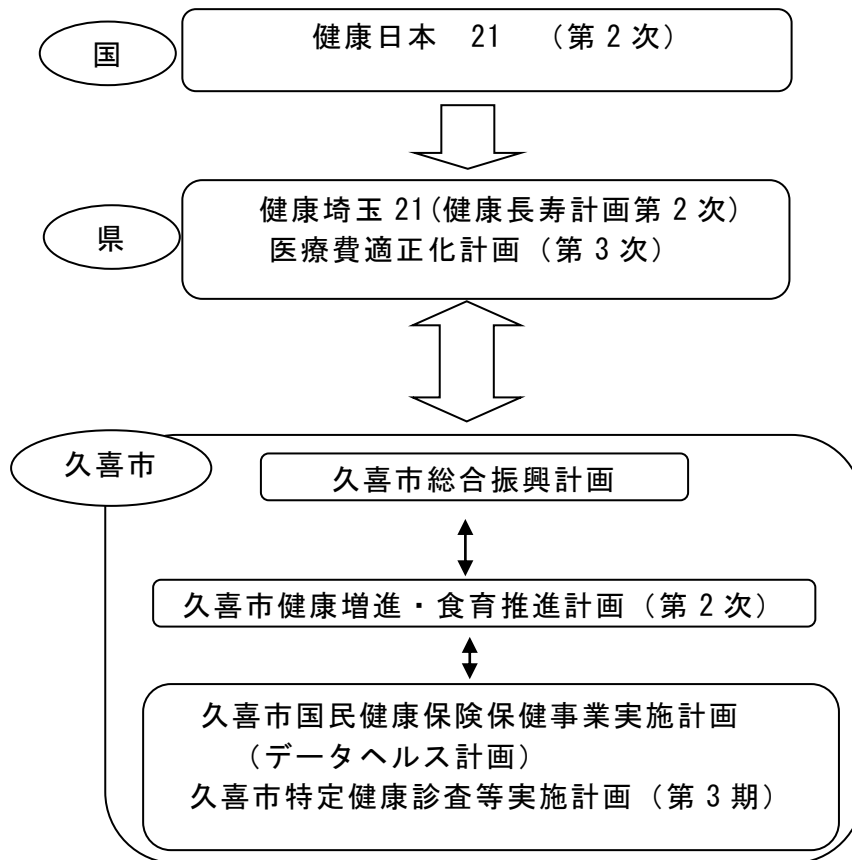 国
健康日本　21　（第２次）
県
健康埼玉 21(健康長寿計画第２次)
医療費適正化計画（第３次）
久喜市
久喜市総合振興計画
久喜市健康増進・食育推進計画（第２次）
久喜市国民健康保険保健事業実施計画
（データヘルス計画）
久喜市特定健康診査等実施計画（第３期）